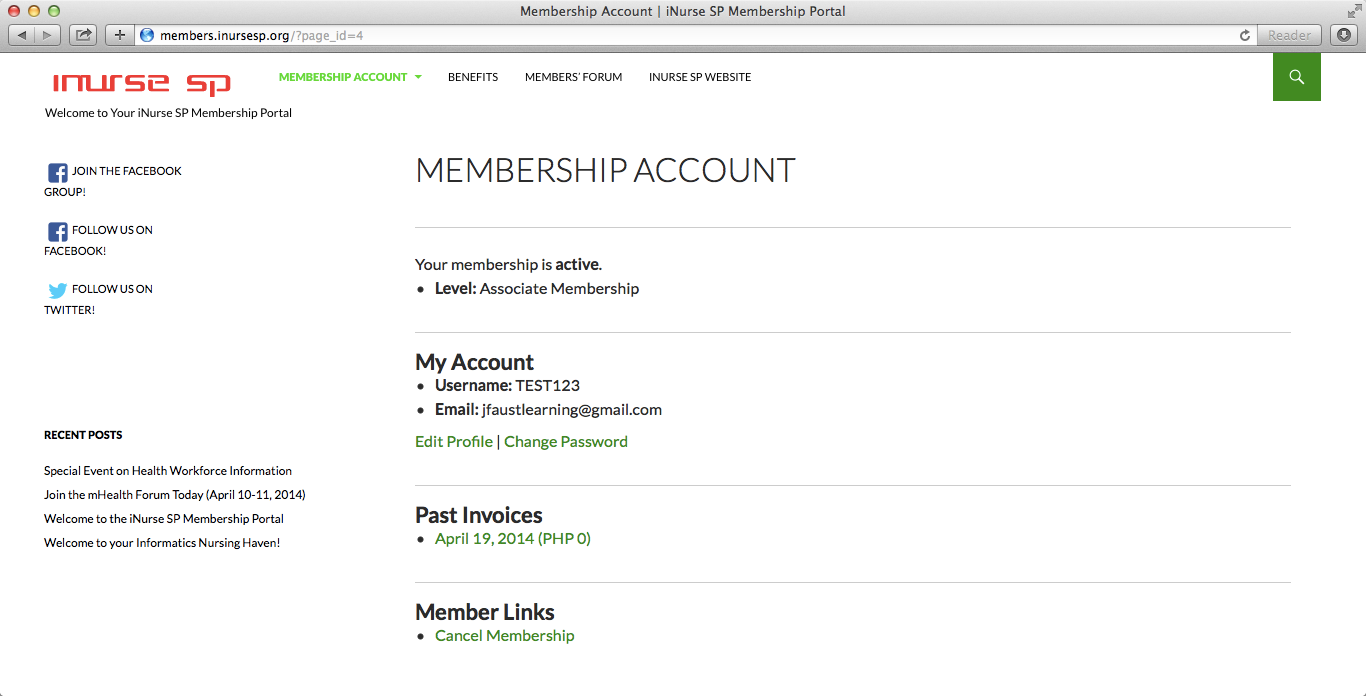 Membership Account | iNurse SP Membership Portal
members.inursesp.org/?page_id=4
Reader
inurse sp
MEMBERSHIP ACCOUNT
BENEFITS
MEMBERS' FORUM
INURSE SP WEBSITE
Welcome to Your iNurse SP Membership Portal
JOIN THE FACEBOOK
GROUP!
FOLLOW US ON
FACEBOOK!
FOLLOW US ON
TWITTER!
RECENT POSTS
Special Event on Health Workforce Information
Join the mHealth Forum Today (April 10-11, 2014)
Welcome to the iNurse SP Membership Portal
Welcome to your Informatics Nursing Haven!
MEMBERSHIP ACCOUNT
Your membership is active.
• Level: Associate Membership
My Account
• Username: TEST123
• Email: jfaustlearning@gmail.com
Edit Profile | Change Password
Past Invoices
• April 19, 2014 (PHP 0)
Member Links
• Cancel Membership